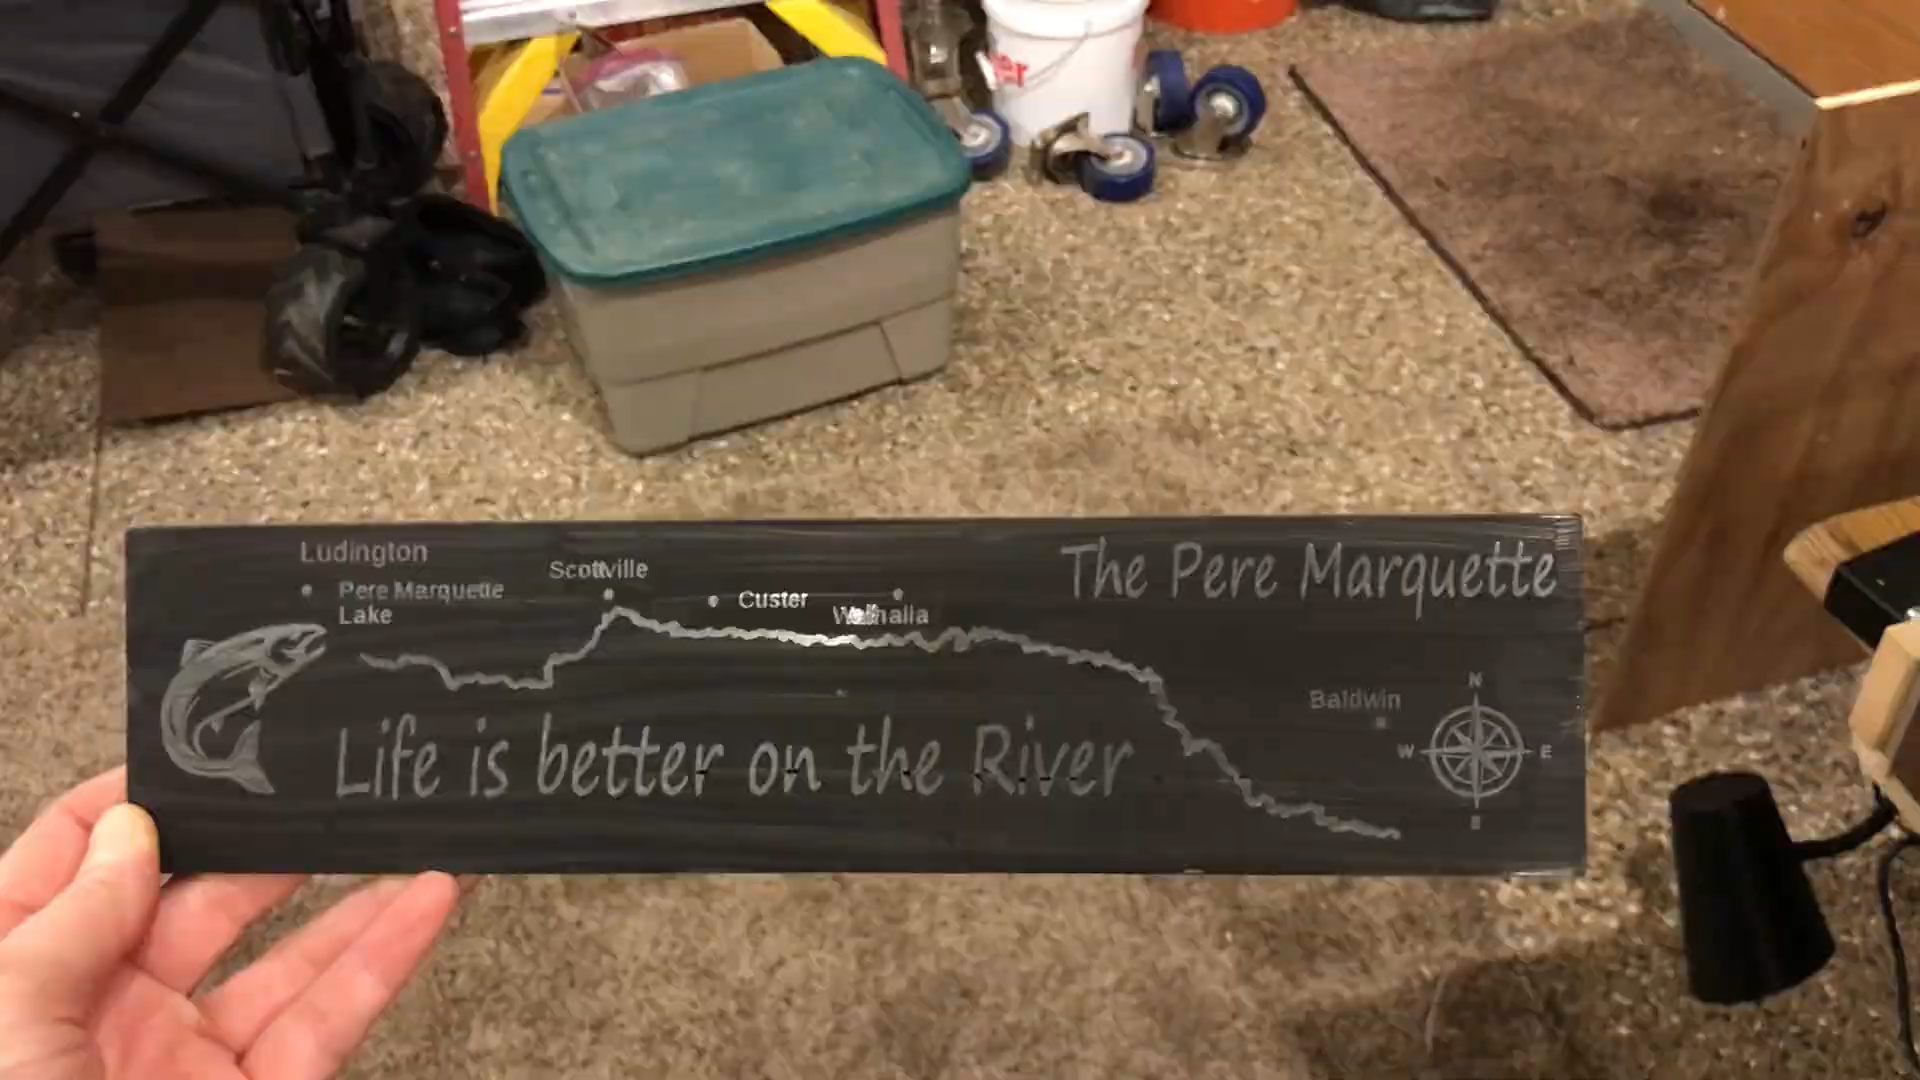 The Pere Marquette
Ludington
Pere Marquette
Lake
Scottville
Custer
Walhalla
Baldwin
N
W
E
S
Life is better on the River